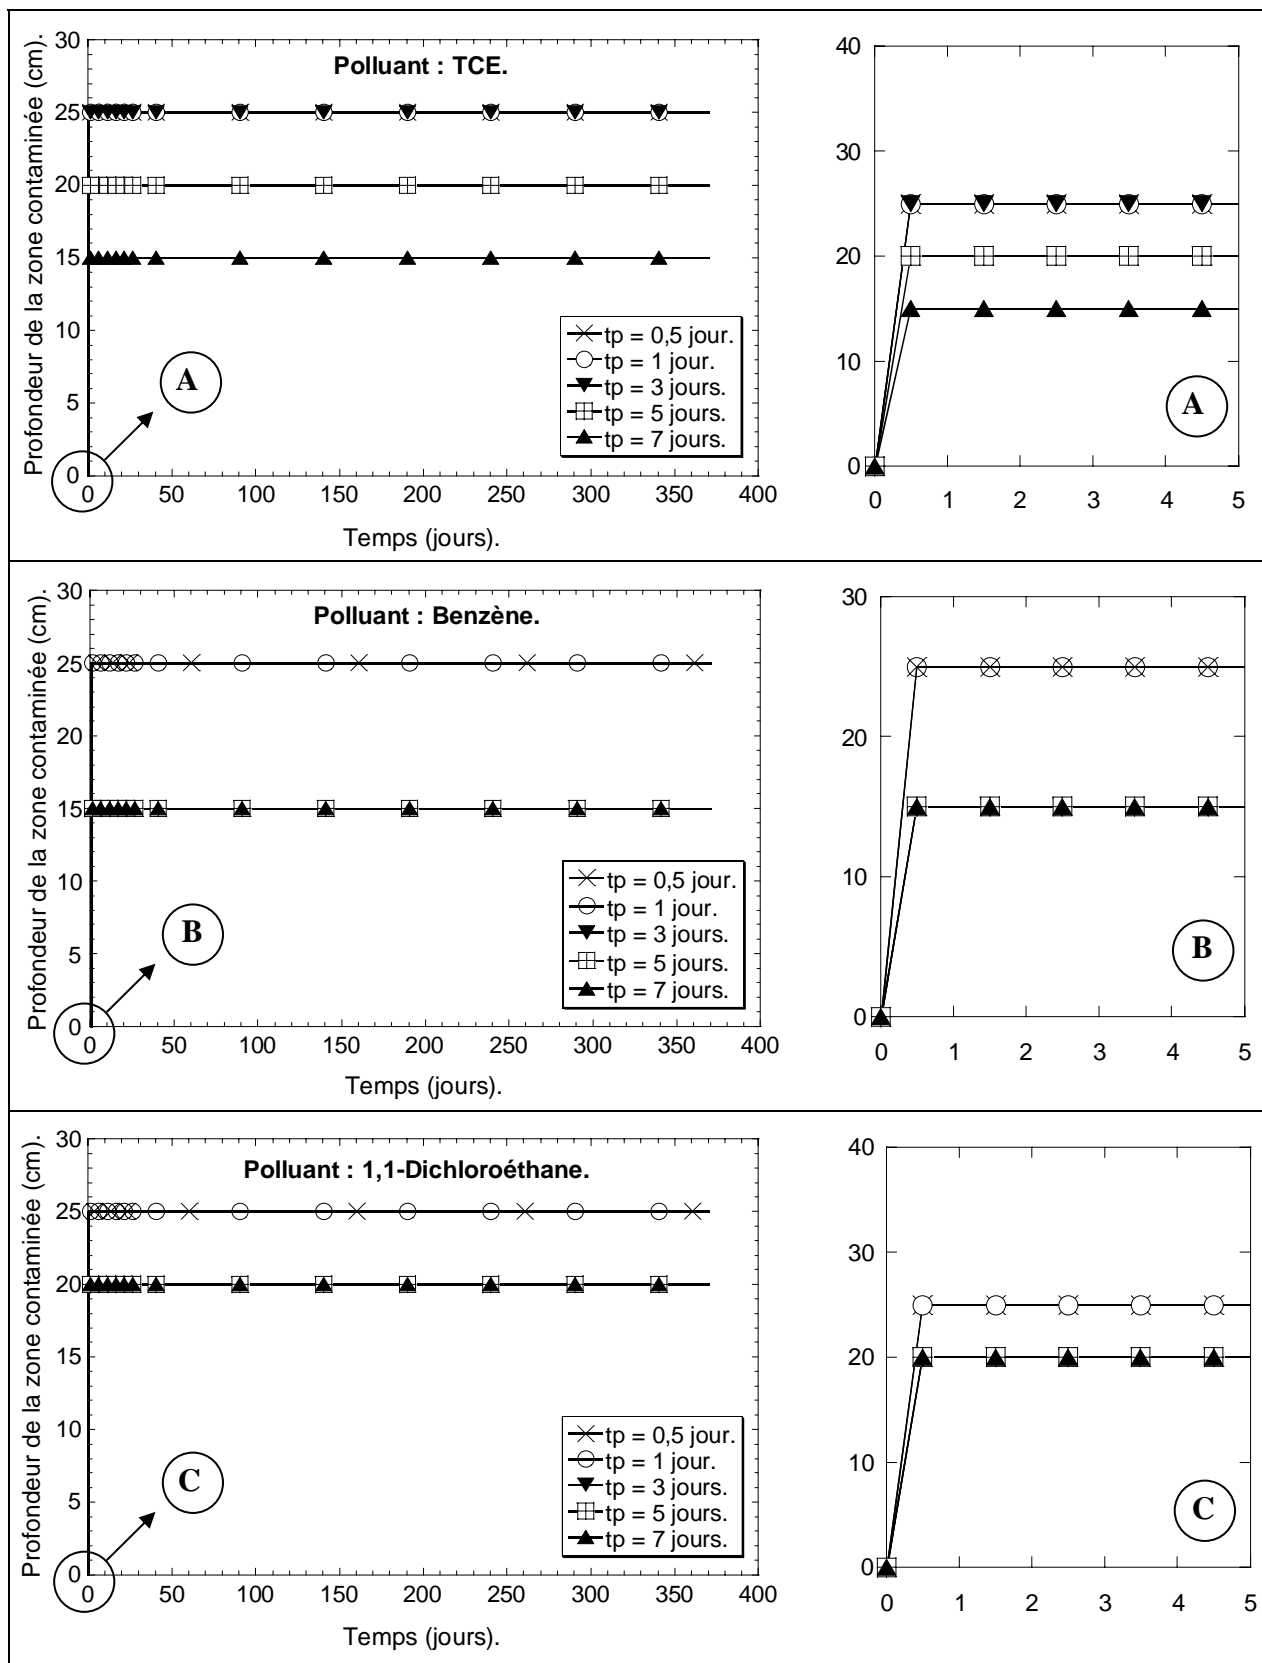 Polluant : TCE.
Profondeur de la zone contaminée (cm).
30
25
20
15
10
5
0
0 50 100 150 200 250 300 350 400
Temps (jours).
tp = 0,5 jour.
tp = 1 jour.
tp = 3 jours.
tp = 5 jours.
tp = 7 jours.
A
40
30
20
10
0
0 1 2 3 4 5
A
Polluant : Benzène.
Profondeur de la zone contaminée (cm).
30
25
20
15
10
5
0
0 50 100 150 200 250 300 350 400
Temps (jours).
tp = 0,5 jour.
tp = 1 jour.
tp = 3 jours.
tp = 5 jours.
tp = 7 jours.
B
30
20
10
0
0 1 2 3 4 5
B
Polluant : 1,1-Dichloroéthane.
Profondeur de la zone contaminée (cm).
30
25
20
15
10
5
0
0 50 100 150 200 250 300 350 400
Temps (jours).
tp = 0,5 jour.
tp = 1 jour.
tp = 3 jours.
tp = 5 jours.
tp = 7 jours.
C
40
30
20
10
0
0 1 2 3 4 5
C